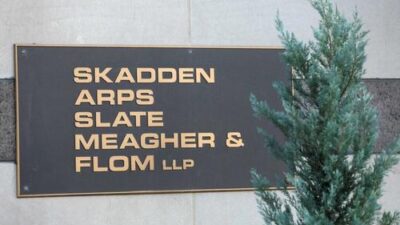 SKADDEN
ARPS
SLATE
MEAGHER &
FLOM LLP